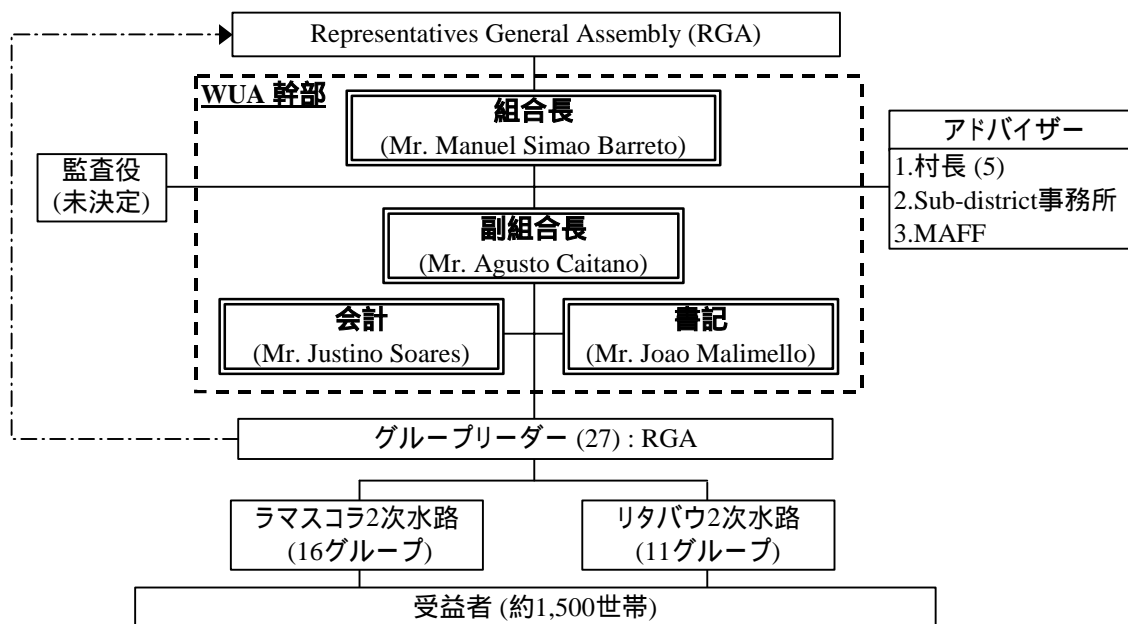 Representatives General Assembly (RGA)
WUA 幹部
組合長
(Mr. Manuel Simao Barreto)
監査役
(未決定)
アドバイザー
1.村長 (5)
2.Sub-district事務所
3.MAFF
副組合長
(Mr. Agusto Caitano)
会計
(Mr. Justino Soares)
書記
(Mr. Joao Malimello)
グループリーダー (27) : RGA
ラマスコラ2次水路
(16グループ)
リタバウ2次水路
(11グループ)
受益者 (約1,500世帯)